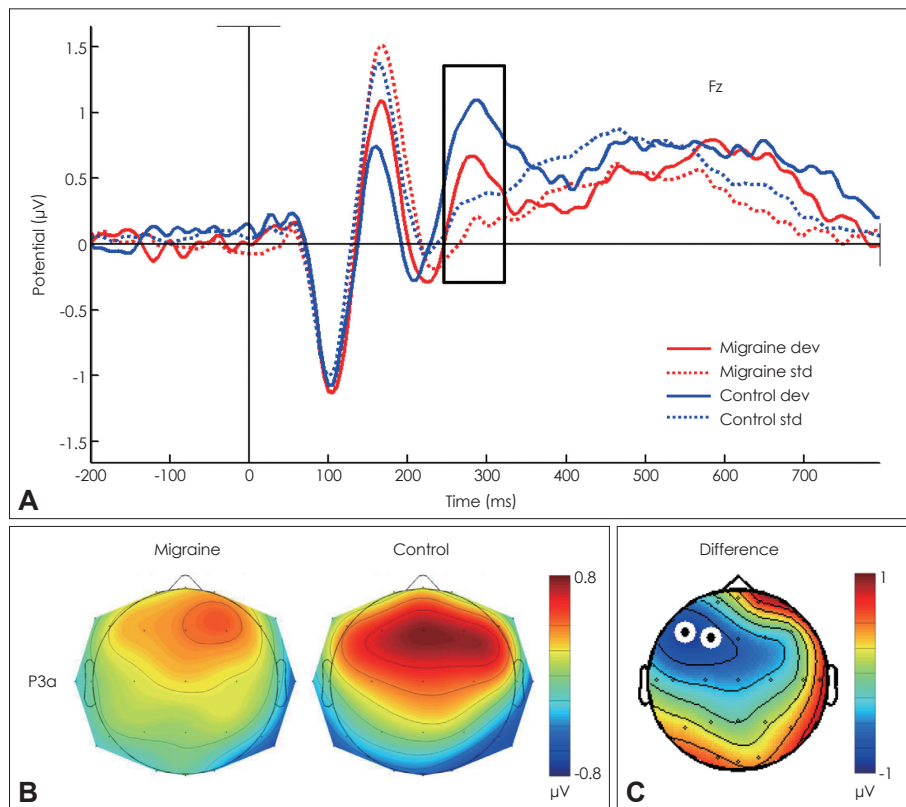 1.5
1
0.5
0
-0.5
-1
-1.5
Potential (μV)
Fz
Migraine dev
Migraine std
Control dev
Control std
-200 -100 0 100 200 300 400 500 600 700
Time (ms)
A
Migraine Control
0.8
P3a
-0.8
μV
B
Difference
1
-1
μV
C